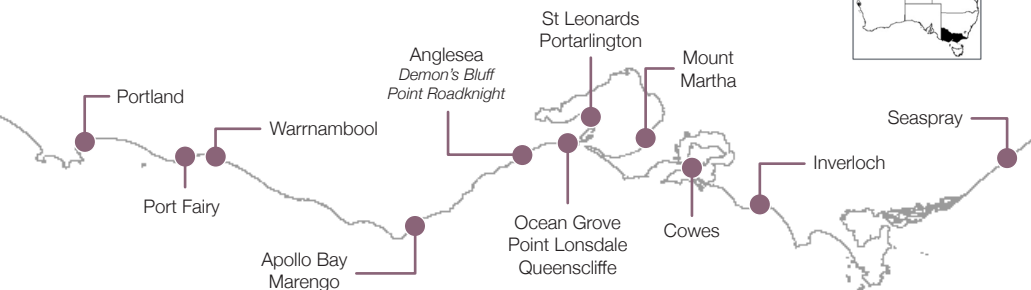 St Leonards
Portarlington
Anglesea
Demon's Bluff
Point Roadknight
Mount
Martha
Portland
Warrnambool
Seaspray
Inverloch
Port Fairy
Ocean Grove
Point Lonsdale
Queenscliffe
Cowes
Apollo Bay
Marengo